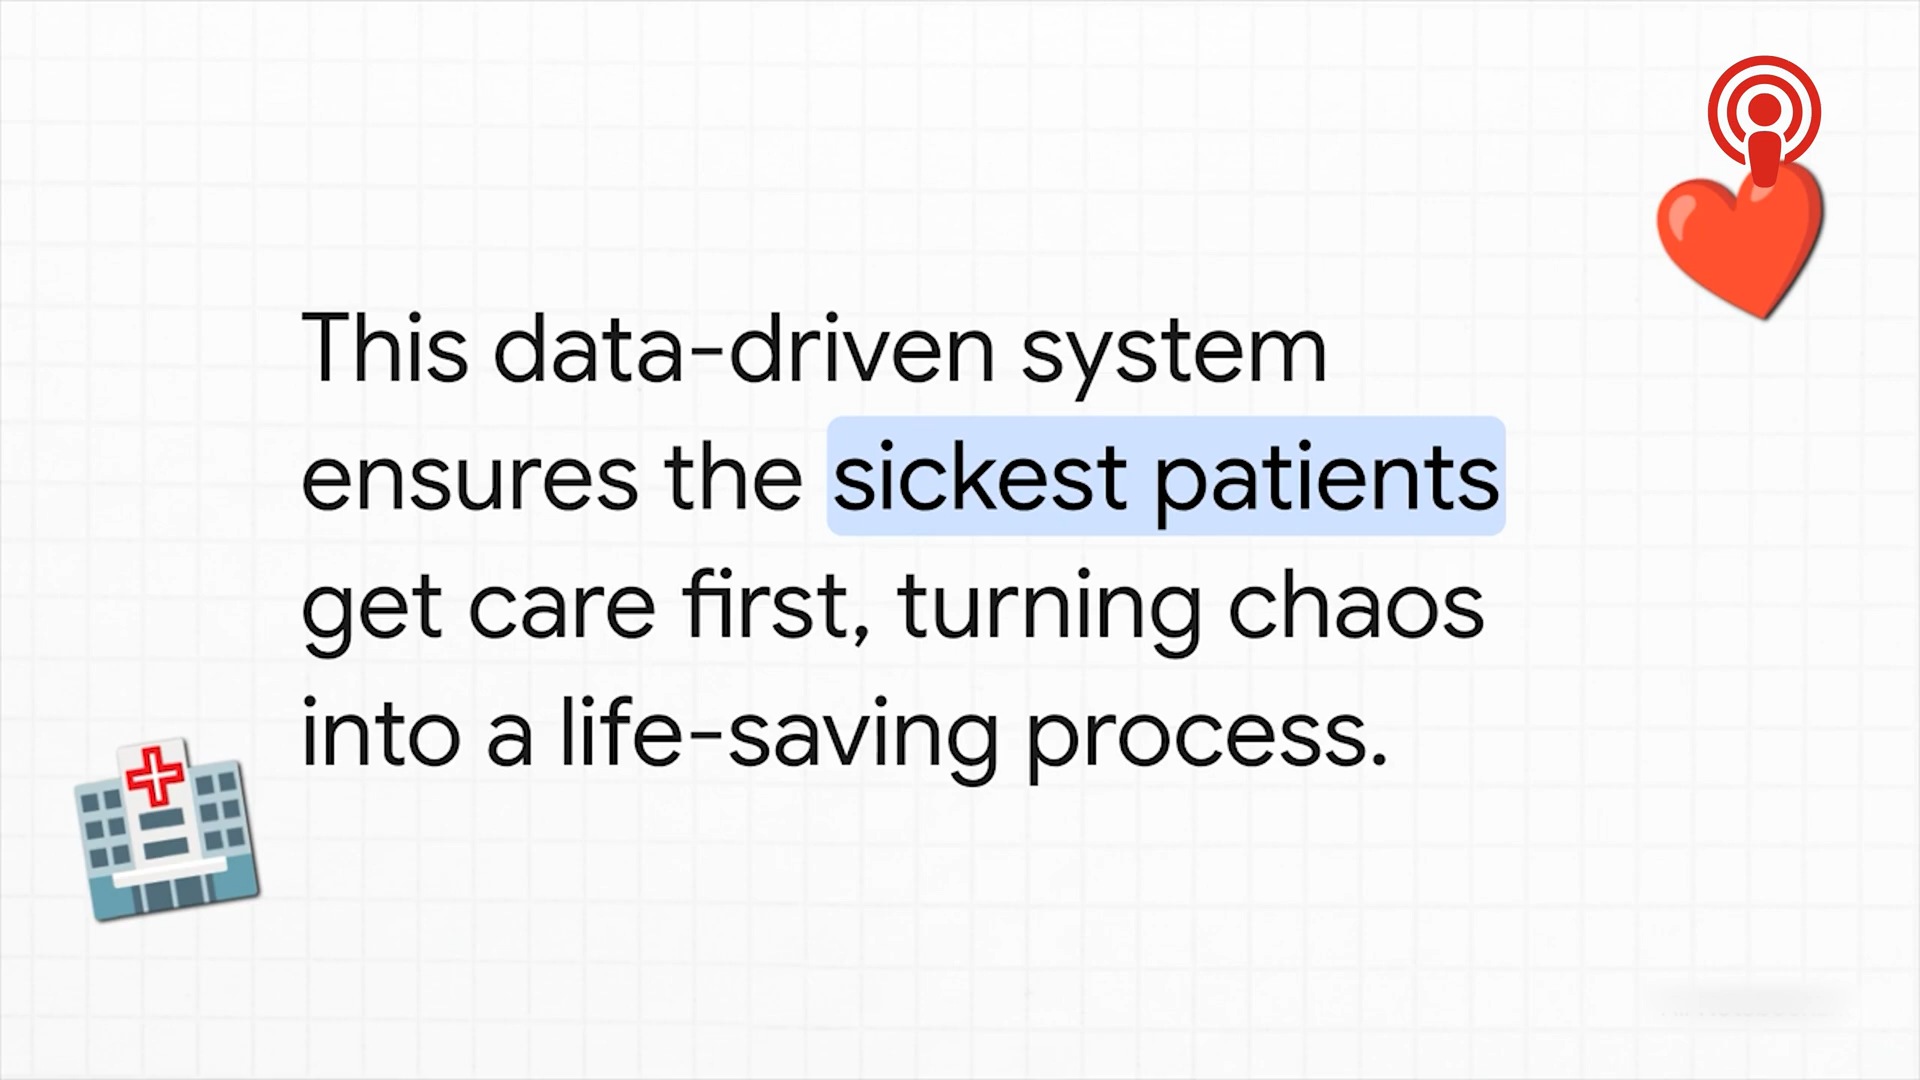 This data-driven system
ensures the sickest patients
get care first, turning chaos
into a life-saving process.